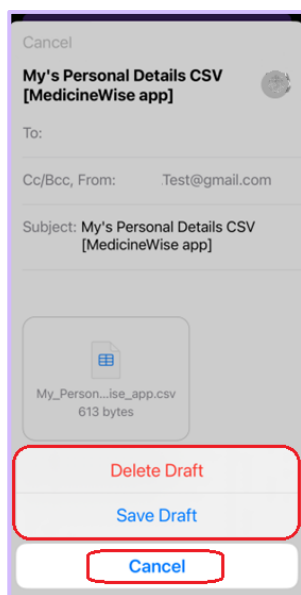 Cancel
My's Personal Details CSV
[MedicineWise app]
To:
Cc/Bcc, From: Test@gmail.com
Subject: My's Personal Details CSV
[MedicineWise app]
My_Person...ise_app.csv
613 bytes
Delete Draft
Save Draft
Cancel